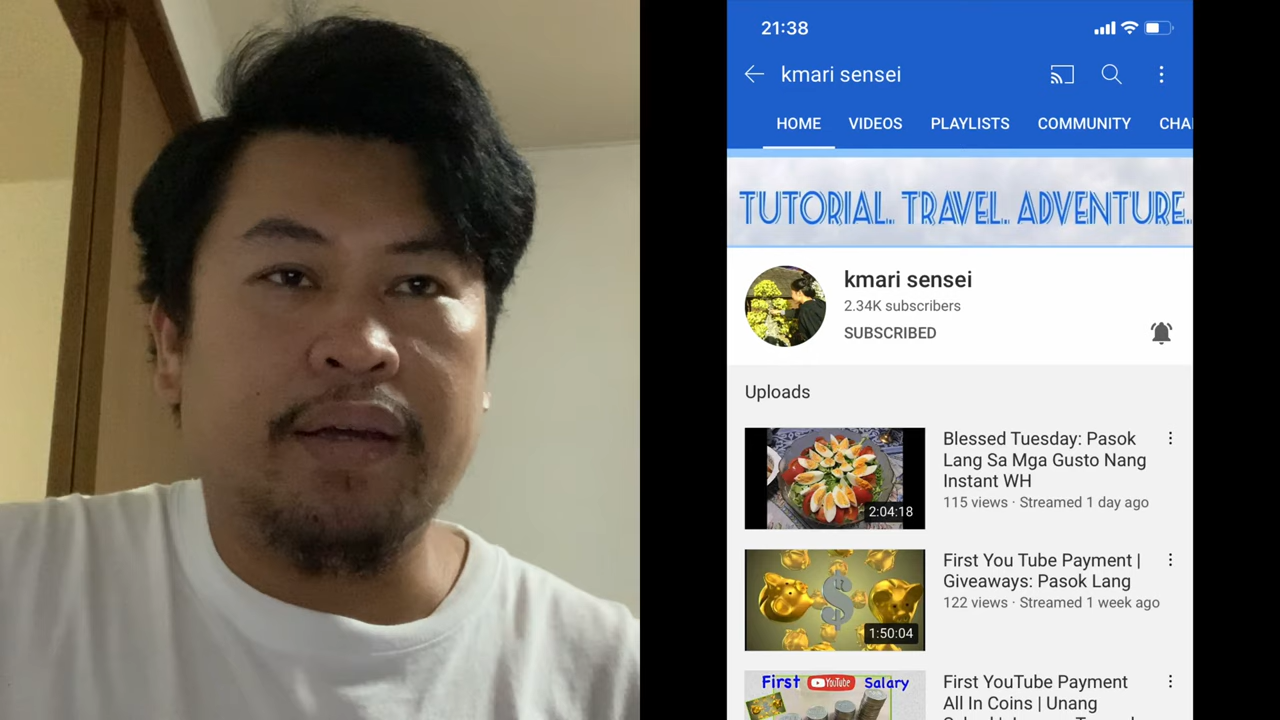 21:38
kmari sensei
HOME VIDEOS PLAYLISTS COMMUNITY CHA
TUTORIAL. TRAVEL. ADVENTURE.
kmari sensei
2.34K subscribers
SUBSCRIBED
Uploads
Blessed Tuesday: Pasok
Lang Sa Mga Gusto Nang
Instant WH
115 views · Streamed 1 day ago
2:04:18
First You Tube Payment |
Giveaways: Pasok Lang
122 views · Streamed 1 week ago
1:50:04
First YouTube Salary
First YouTube Payment
All In Coins | Unang